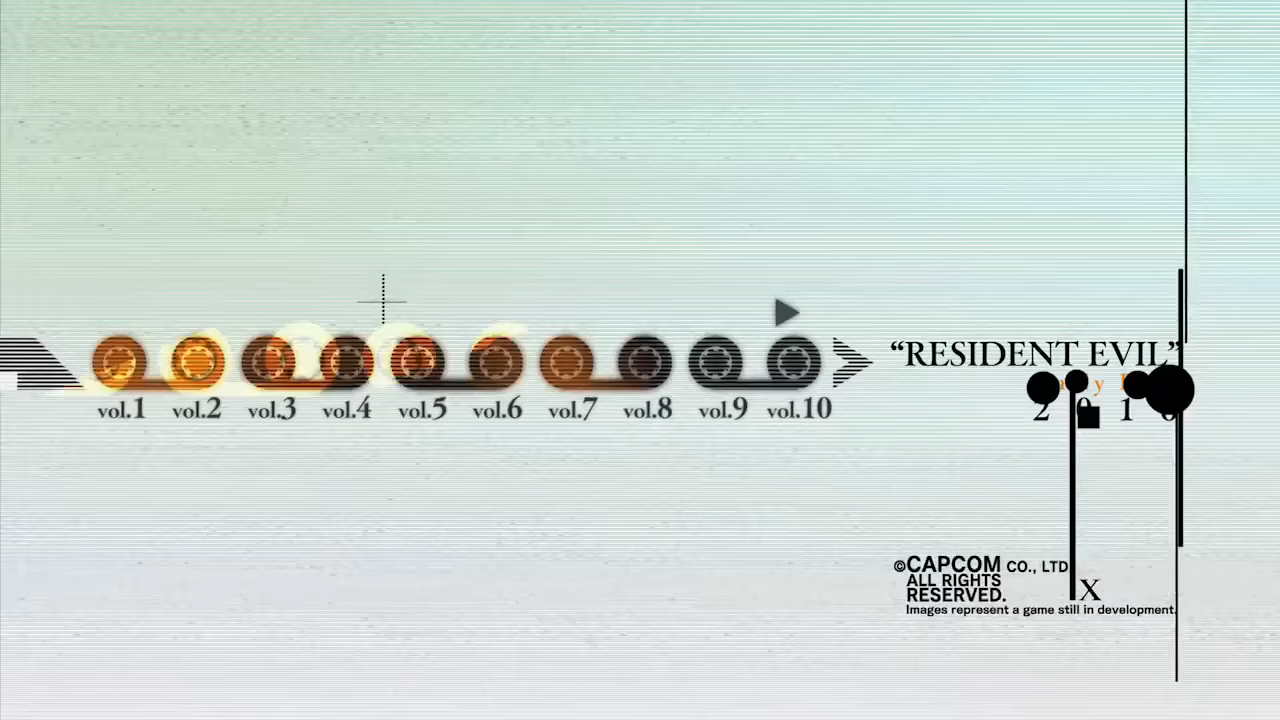 “RESIDENT EVIL”
vol.1 vol.2 vol.3 vol.4 vol.5 vol.6 vol.7 vol.8 vol.9 vol.10
©CAPCOM CO., LTD
ALL RIGHTS
RESERVED.
X
Images represent a game still in development.